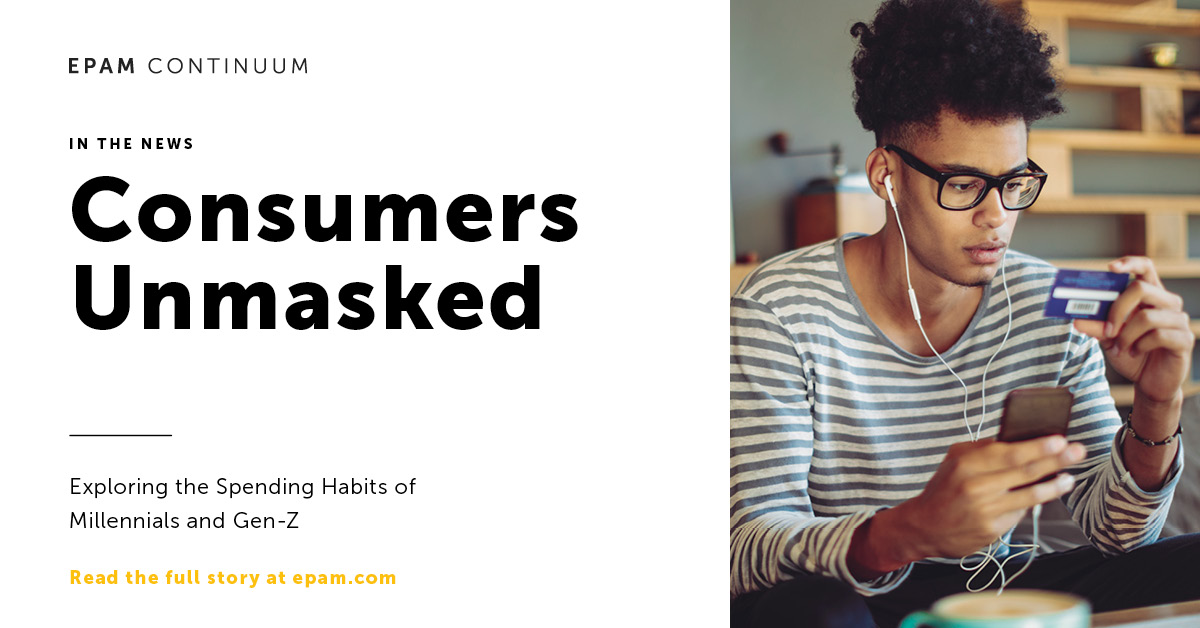 EPAM CONTINUUM
IN THE NEWS
Consumers
Unmasked
Exploring the Spending Habits of
Millennials and Gen-Z
Read the full story at epam.com